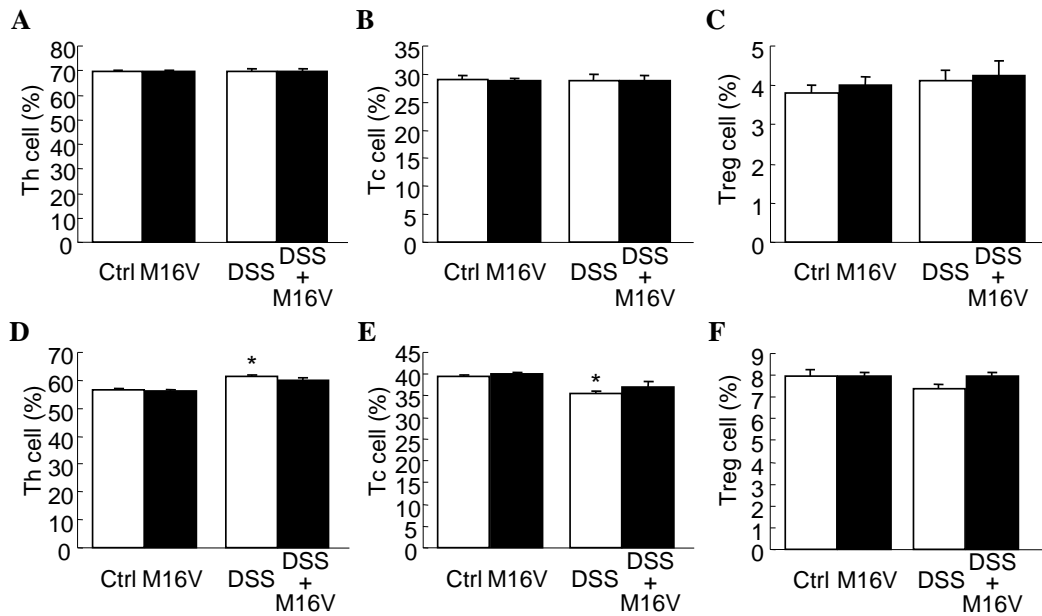 A
Th cell (%)
80
70
60
50
40
30
20
10
0
Ctrl M16V
DSS
DSS
+
M16V
B
Tc cell (%)
35
30
25
20
15
10
5
0
Ctrl M16V
DSS
DSS
+
M16V
C
Treg cell (%)
5
4
3
2
1
0
Ctrl M16V
DSS
DSS
+
M16V
D
Th cell (%)
70
60
50
40
30
20
10
0
*
Ctrl M16V
DSS
DSS
+
M16V
E
Tc cell (%)
45
40
35
30
25
20
15
10
5
0
*
Ctrl M16V
DSS
DSS
+
M16V
F
Treg cell (%)
9
8
7
6
5
4
3
2
1
0
Ctrl M16V
DSS
DSS
+
M16V